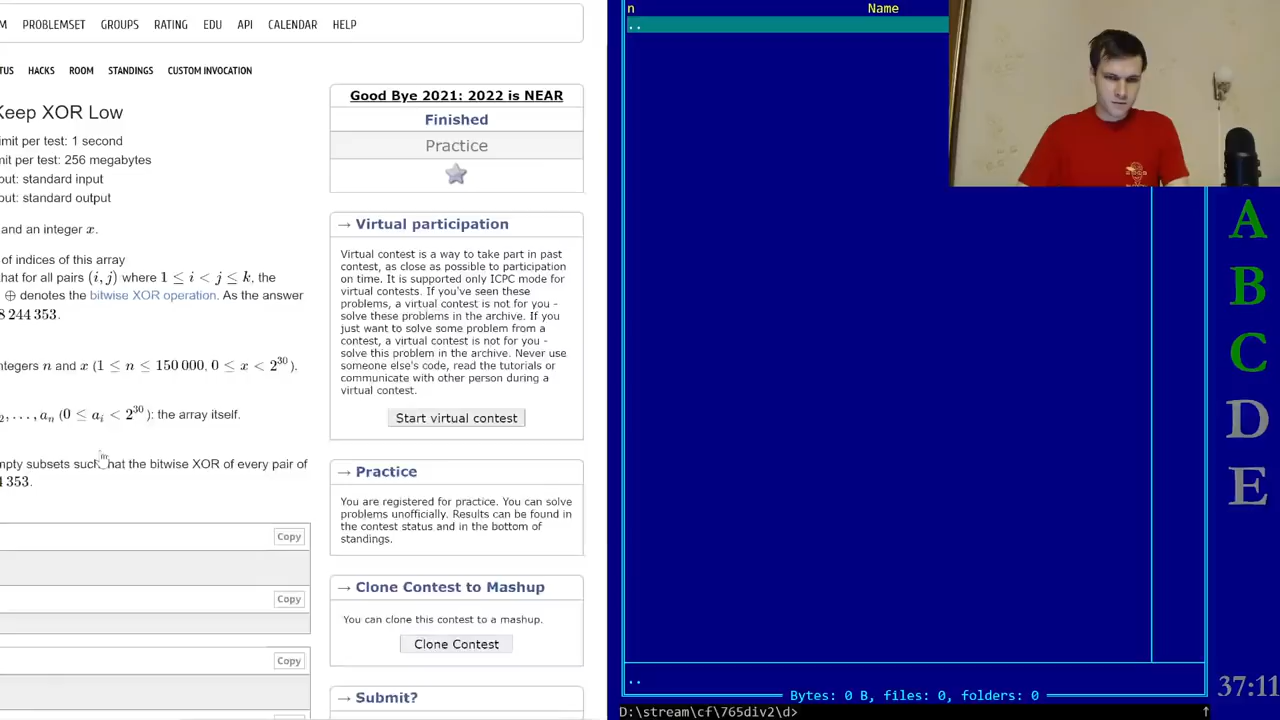 M PROBLEMSET GROUPS RATING EDU API CALENDAR HELP
TUS HACKS ROOM STANDINGS CUSTOM INVOCATION
Keep XOR Low
imit per test: 1 second
mit per test: 256 megabytes
out: standard input
put: standard output
and an integer x.
of indices of this array
hat for all pairs (i, j) where 1 ≤ i < j ≤ k, the
⊕ denotes the bitwise XOR operation. As the answer
8 244 353.
ntegers n and x (1 ≤ n ≤ 150 000, 0 ≤ x < 2^30).
2, …, a_n (0 ≤ a_i < 2^30): the array itself.
mpty subsets such that the bitwise XOR of every pair of
4 353.
Copy
Copy
Copy
Good Bye 2021: 2022 is NEAR
Finished
Practice
→ Virtual participation
Virtual contest is a way to take part in past
contest, as close as possible to participation
on time. It is supported only ICPC mode for
virtual contests. If you've seen these
problems, a virtual contest is not for you -
solve these problems in the archive. If you
just want to solve some problem from a
contest, a virtual contest is not for you -
solve this problem in the archive. Never use
someone else's code, read the tutorials or
communicate with other person during a
virtual contest.
Start virtual contest
→ Practice
You are registered for practice. You can solve
problems unofficially. Results can be found in
the contest status and in the bottom of
standings.
→ Clone Contest to Mashup
You can clone this contest to a mashup.
Clone Contest
→ Submit?
n Name
..
..
Bytes: 0 B, files: 0, folders: 0
D:\stream\cf\765div2\d> ↑
A
B
C
D
E
37:11